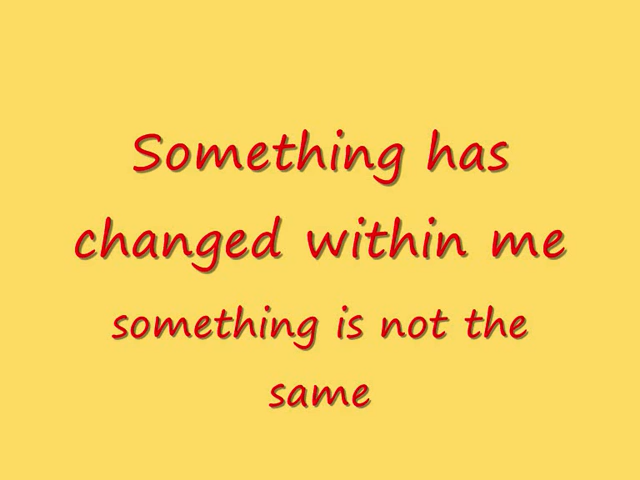 Something has
changed within me
something is not the
same